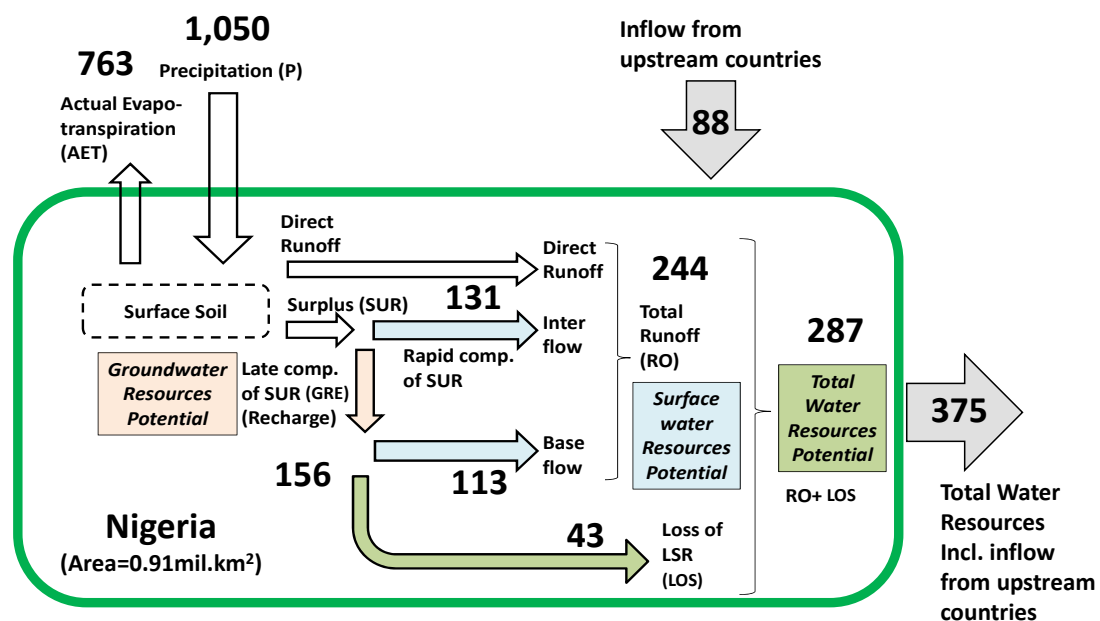 1,050
Precipitation (P)
763
Actual Evapo-
transpiration
(AET)
Inflow from
upstream countries
88
Direct
Runoff
Direct
Runoff
131
Surface Soil
Surplus (SUR)
Inter
flow
Rapid comp.
of SUR
Groundwater
Resources
Potential
Late comp.
of SUR (GRE)
(Recharge)
156
Base
flow
113
43
Loss of
LSR
(LOS)
244
Total
Runoff
(RO)
Surface
water
Resources
Potential
287
Total
Water
Resources
Potential
RO+ LOS
375
Total Water
Resources
Incl. inflow
from upstream
countries
Nigeria
(Area=0.91mil.km²)